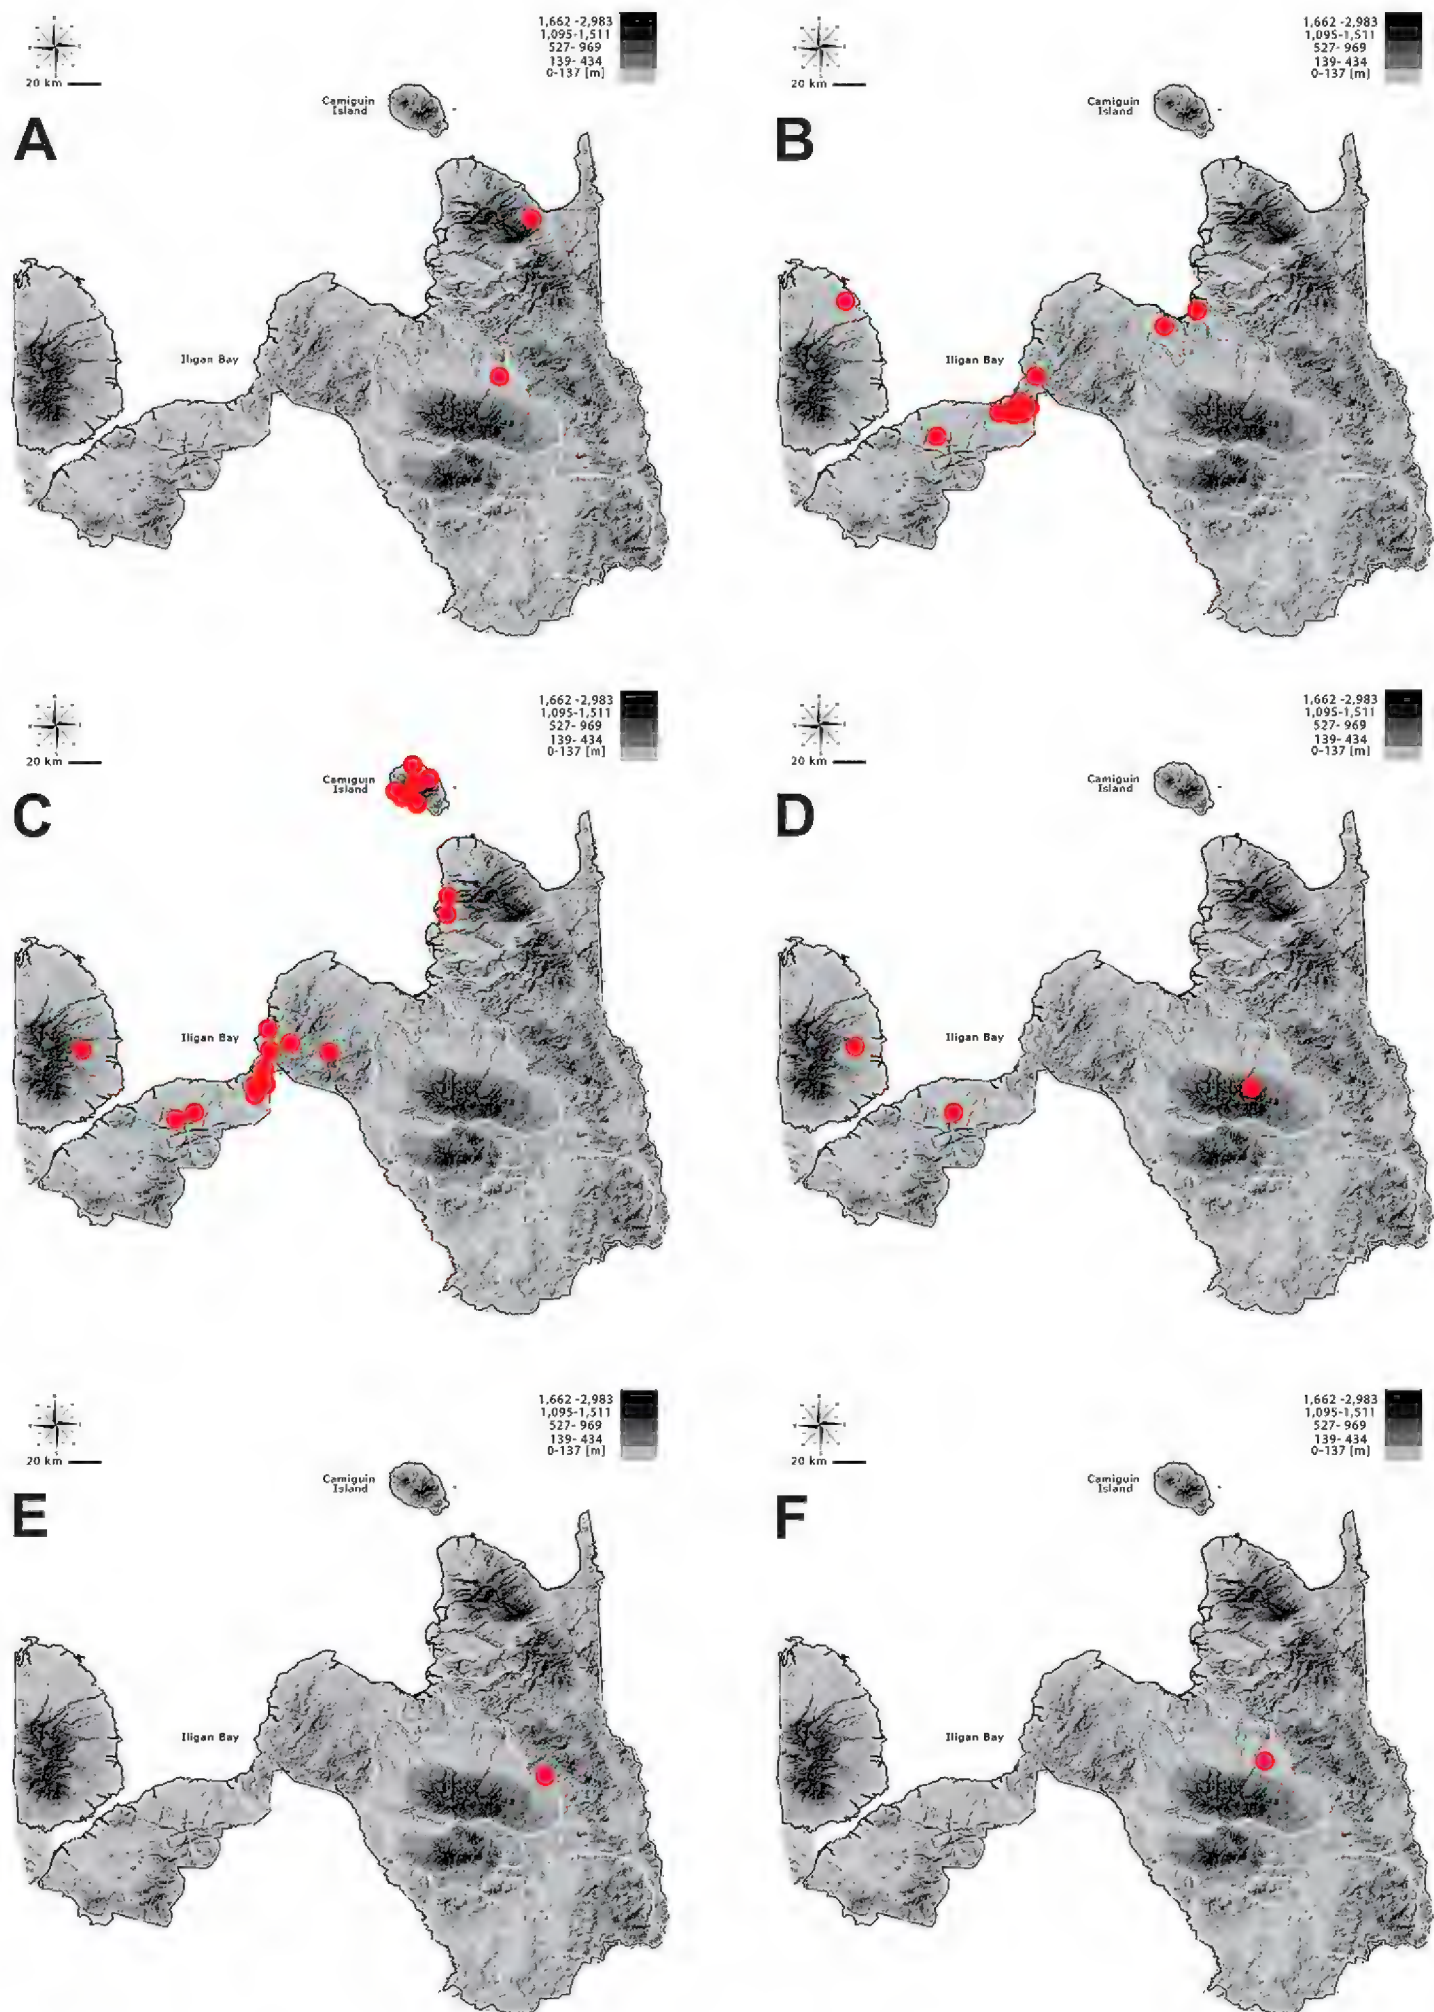 1,662 -2,983
1,095-1,511
527- 969
139- 434
0-137 [m]
20 km
Camiguin
Island
A
Iligan Bay
1,662 -2,983
1,095-1,511
527- 969
139- 434
0-137 [m]
20 km
Camiguin
Island
B
Iligan Bay
1,662 -2,983
1,095-1,511
527- 969
139- 434
0-137 [m]
20 km
Camiguin
Island
C
Iligan Bay
1,662 -2,983
1,095-1,511
527- 969
139- 434
0-137 [m]
20 km
Camiguin
Island
D
Iligan Bay
1,662 -2,983
1,095-1,511
527- 969
139- 434
0-137 [m]
20 km
Camiguin
Island
E
Iligan Bay
1,662 -2,983
1,095-1,511
527- 969
139- 434
0-137 [m]
20 km
Camiguin
Island
F
Iligan Bay